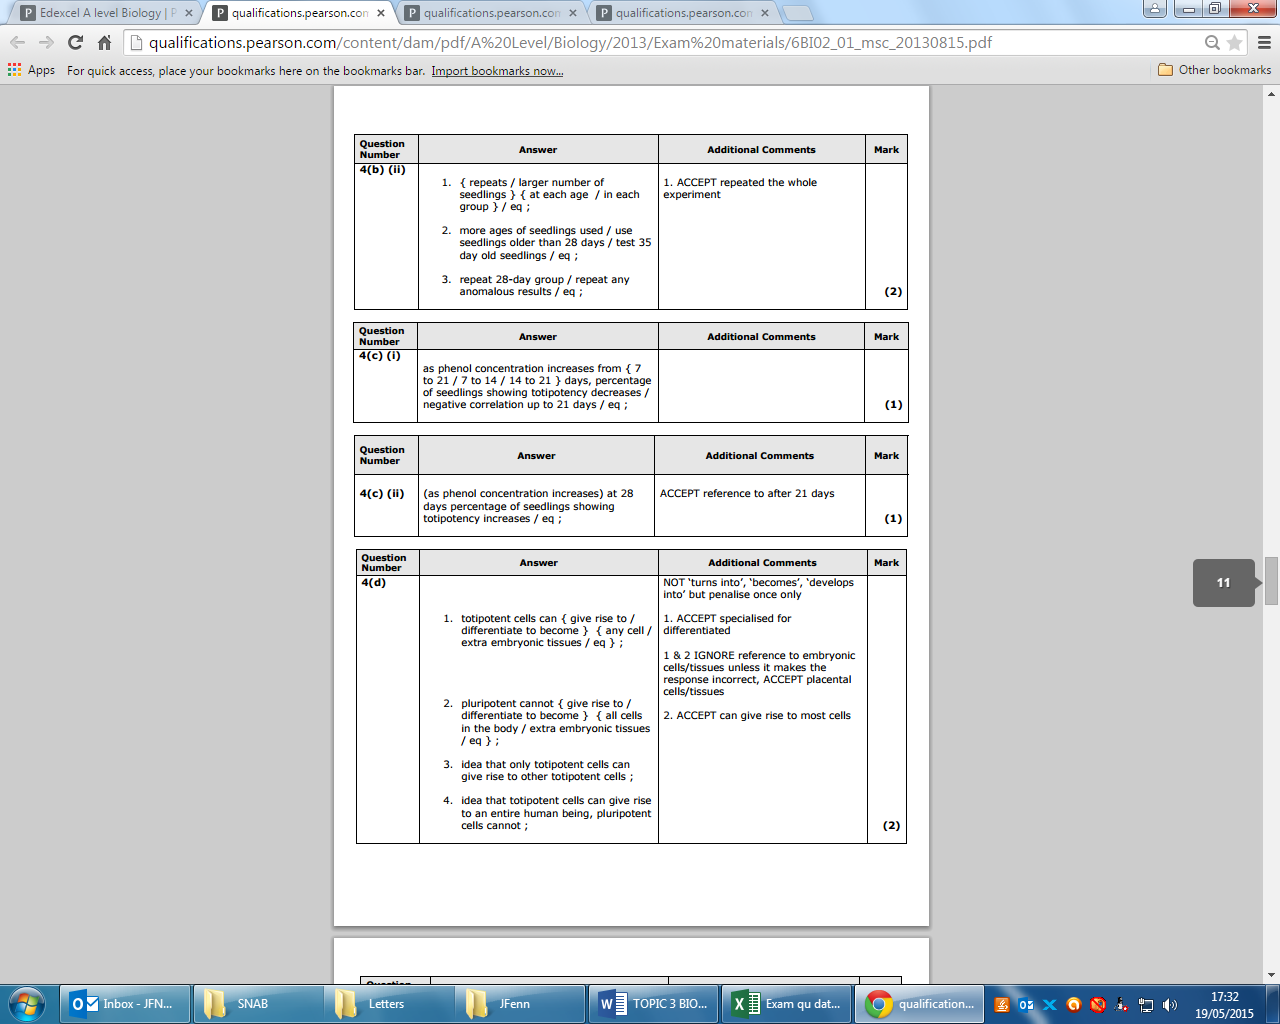 Edexcel A level Biology | P
qualifications.pearson.com
qualifications.pearson.com
qualifications.pearson.com
qualifications.pearson.com/content/dam/pdf/A%20Level/Biology/2013/Exam%20materials/6BI02_01_msc_20130815.pdf
Apps For quick access, place your bookmarks here on the bookmarks bar. Import bookmarks now... Other bookmarks
Question Number Answer Additional Comments Mark
4(b) (ii)
1. { repeats / larger number of 1. ACCEPT repeated the whole
seedlings } { at each age / in each experiment
group } / eq ;
2. more ages of seedlings used / use
seedlings older than 28 days / test 35
day old seedlings / eq ;
3. repeat 28-day group / repeat any
anomalous results / eq ; (2)
Question Number Answer Additional Comments Mark
4(c) (i)
as phenol concentration increases from { 7
to 21 / 7 to 14 / 14 to 21 } days, percentage
of seedlings showing totipotency decreases /
negative correlation up to 21 days / eq ; (1)
Question Number Answer Additional Comments Mark
4(c) (ii) (as phenol concentration increases) at 28 ACCEPT reference to after 21 days
days percentage of seedlings showing
totipotency increases / eq ; (1)
Question Number Answer Additional Comments Mark
4(d) NOT 'turns into', 'becomes', 'develops
into' but penalise once only
1. totipotent cells can { give rise to / 1. ACCEPT specialised for
differentiate to become } { any cell / differentiated
extra embryonic tissues / eq } ;
1 & 2 IGNORE reference to embryonic
cells/tissues unless it makes the
response incorrect, ACCEPT placental
cells/tissues
2. pluripotent cannot { give rise to /
differentiate to become } { all cells 2. ACCEPT can give rise to most cells
in the body / extra embryonic tissues
/ eq } ;
3. idea that only totipotent cells can
give rise to other totipotent cells ;
4. idea that totipotent cells can give rise
to an entire human being, pluripotent
cells cannot ; (2)
11
Question
Inbox - JFN... SNAB Letters JFenn TOPIC 3 BIO... Exam qu dat... qualification... 17:32
19/05/2015